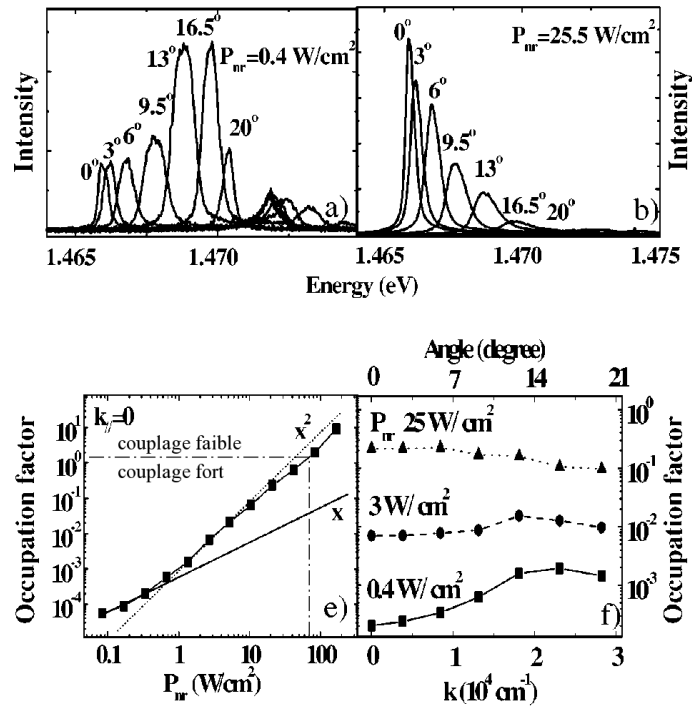 16.5°
13°
P_nr=0.4 W/cm²
9.5°
0°
3°
6°
20°
a)
Intensity
1.465
1.470
0°
3°
P_nr=25.5 W/cm²
6°
9.5°
13°
16.5°
20°
b)
Intensity
1.465
1.470
1.475
Energy (eV)
Angle (degree)
0
7
14
21
k_//=0
x²
couplage faible
couplage fort
x
e)
10¹
10⁰
10⁻¹
10⁻²
10⁻³
10⁻⁴
Occupation factor
0.1
1
10
100
P_nr (W/cm²)
P_nr 25W/cm²
3W/cm²
0.4W/cm²
f)
10⁰
10⁻¹
10⁻²
10⁻³
Occupation factor
0
1
2
3
k (10⁴ cm⁻¹)